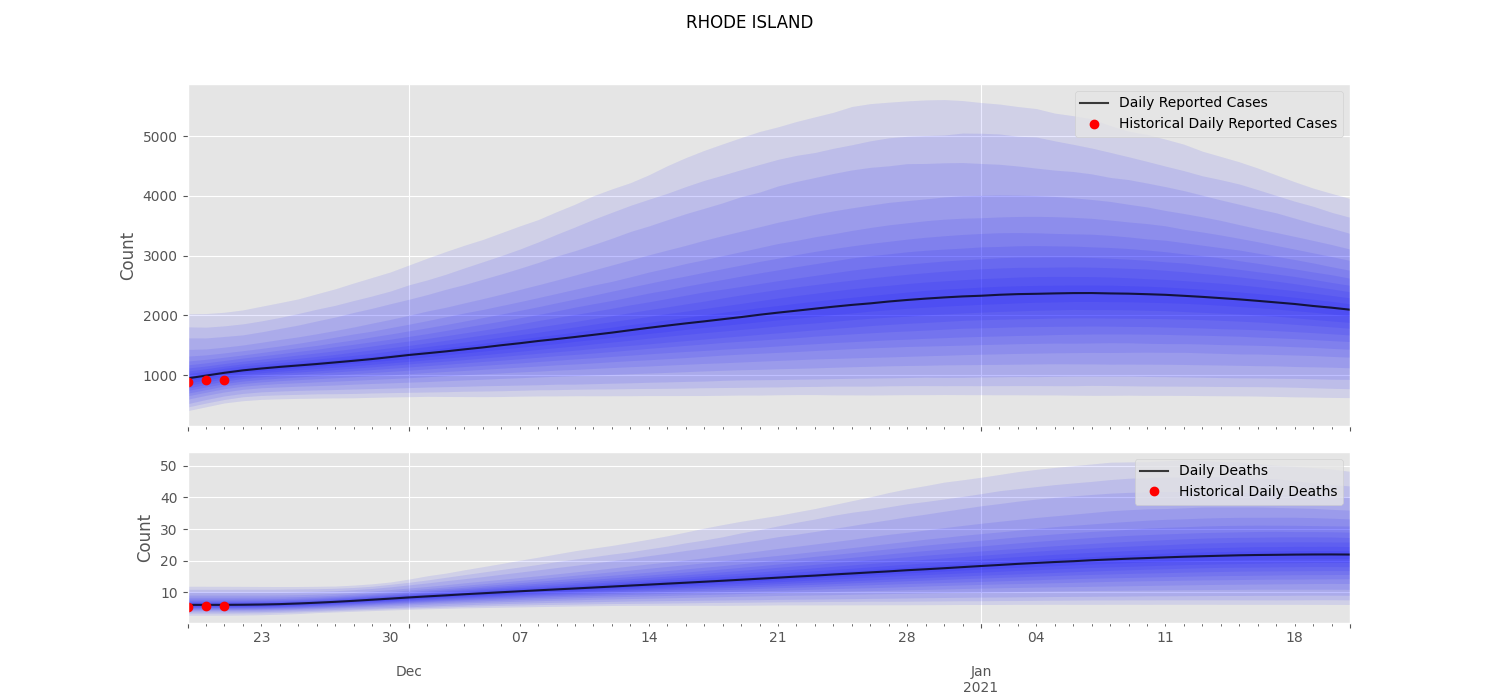 RHODE ISLAND
Daily Reported Cases
Historical Daily Reported Cases
Count
5000
4000
3000
2000
1000
Daily Deaths
Historical Daily Deaths
Count
50
40
30
20
10
23 30 07 14 21 28 04 11 18
Dec Jan
2021